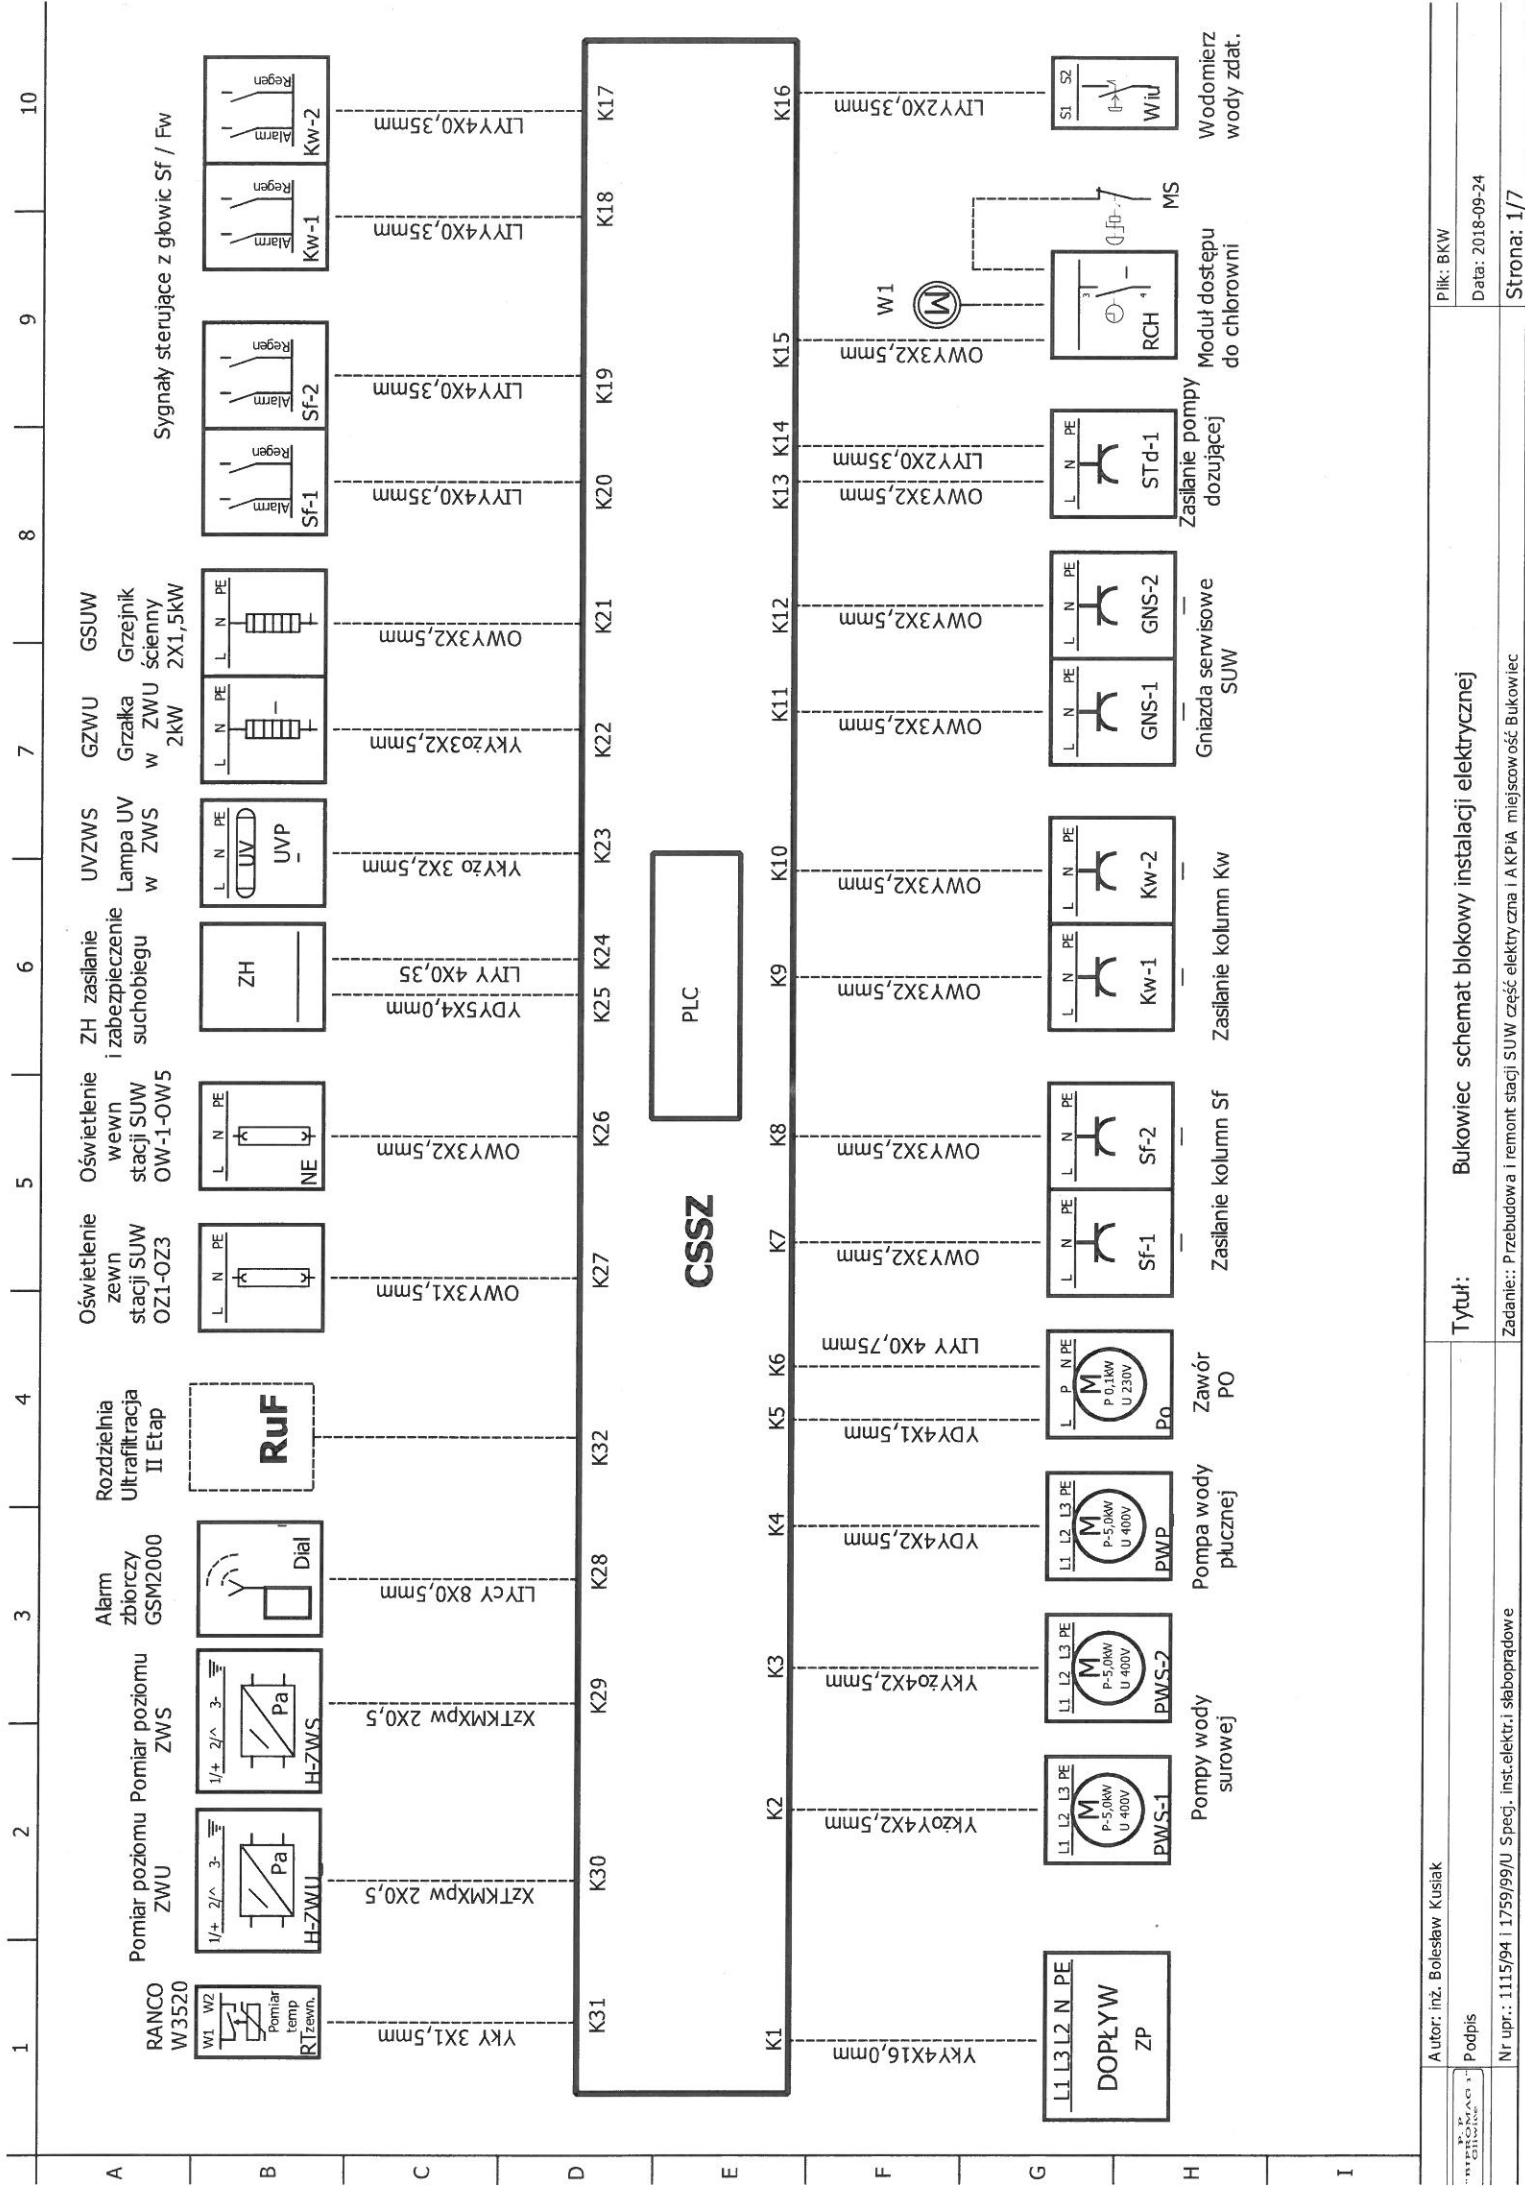 1 2 3 4 5 6 7 8 9 10
A
B
C
D
E
F
G
H
I
RANCO
W3520
W1 W2
Pomiar
temp
RTzewn.
YKY 3X1,5mm
K31
Pomiar poziomu
ZWU
1/+ 2/^ 3-
Pa
H-ZWU
XzTKMXpw 2X0,5
K30
Pomiar poziomu
ZWS
1/+ 2/^ 3-
Pa
H-ZWS
XzTKMXpw 2X0,5
K29
Alarm
zbiorczy
GSM2000
Dial
LIYcY 8X0,5mm
K28
Rozdzielnia
Ultrafiltracja
II Etap
RuF
K32
Oświetlenie
zewn
stacji SUW
OZ1-OZ3
L N PE
OWY3X1,5mm
K27
Oświetlenie
wewn
stacji SUW
OW-1-OW5
L N PE
NE
OWY3X2,5mm
K26
ZH zasilanie
i zabezpieczenie
suchobiegu
ZH
YDY5X4,0mm
LIYY 4X0,35
K25
K24
UVZWS
Lampa UV
w ZWS
L N PE
UV
UVP
YKYżo 3X2,5mm
K23
GZWU
Grzałka
w ZWU
2kW
L N PE
YKYżo3X2,5mm
K22
GSUW
Grzejnik
ścienny
2X1,5kW
L N PE
OWY3X2,5mm
K21
Sygnały sterujące z głowic Sf / Fw
Alarm Regen
Sf-1
LIYY4X0,35mm
K20
Alarm Regen
Sf-2
LIYY4X0,35mm
K19
Alarm Regen
Kw-1
LIYY4X0,35mm
K18
Alarm Regen
Kw-2
LIYY4X0,35mm
K17
CSSZ
PLC
K1
YKY4X16,0mm
L1 L3 L2 N PE
DOPŁYW
ZP
K2
YKżoY4X2,5mm
L1 L2 L3 PE
M
P-5,0kW
U 400V
PWS-1
K3
YKYżo4X2,5mm
L1 L2 L3 PE
M
P-5,0kW
U 400V
PWS-2
Pompy wody
surowej
K4
YDY4X2,5mm
L1 L2 L3 PE
M
P-5,0kW
U 400V
PWP
Pompa wody
płucznej
K5
YDY4X1,5mm
K6
LIYY 4X0,75mm
L P N PE
M
P 0,1kW
U 230V
Po
Zawór
PO
K7
OWY3X2,5mm
L N PE
Sf-1
K8
OWY3X2,5mm
L N PE
Sf-2
Zasilanie kolumn Sf
K9
OWY3X2,5mm
L N PE
Kw-1
K10
OWY3X2,5mm
L N PE
Kw-2
Zasilanie kolumn Kw
K11
OWY3X2,5mm
L N PE
GNS-1
K12
OWY3X2,5mm
L N PE
GNS-2
Gniazda serwisowe
SUW
K13
OWY3X2,5mm
K14
LIYY2X0,35mm
L N PE
STd-1
Zasilanie pompy
dozującej
K15
OWY3X2,5mm
W1
M
3
4
RCH
MS
Moduł dostępu
do chlorowni
K16
LIYY2X0,35mm
S1 S2
M
Wiu
Wodomierz
wody zdat.
P. P.
Gliwice
Autor: inż. Bolesław Kusiak
Podpis
Nr upr.: 1115/94 i 1759/99/U Specj. inst.elektr.i słaboprądowe
Tytuł: Bukowiec schemat blokowy instalacji elektrycznej
Zadanie:: Przebudowa i remont stacji SUW część elektryczna i AKPiA miejscowość Bukowiec
Plik: BKW
Data: 2018-09-24
Strona: 1/7